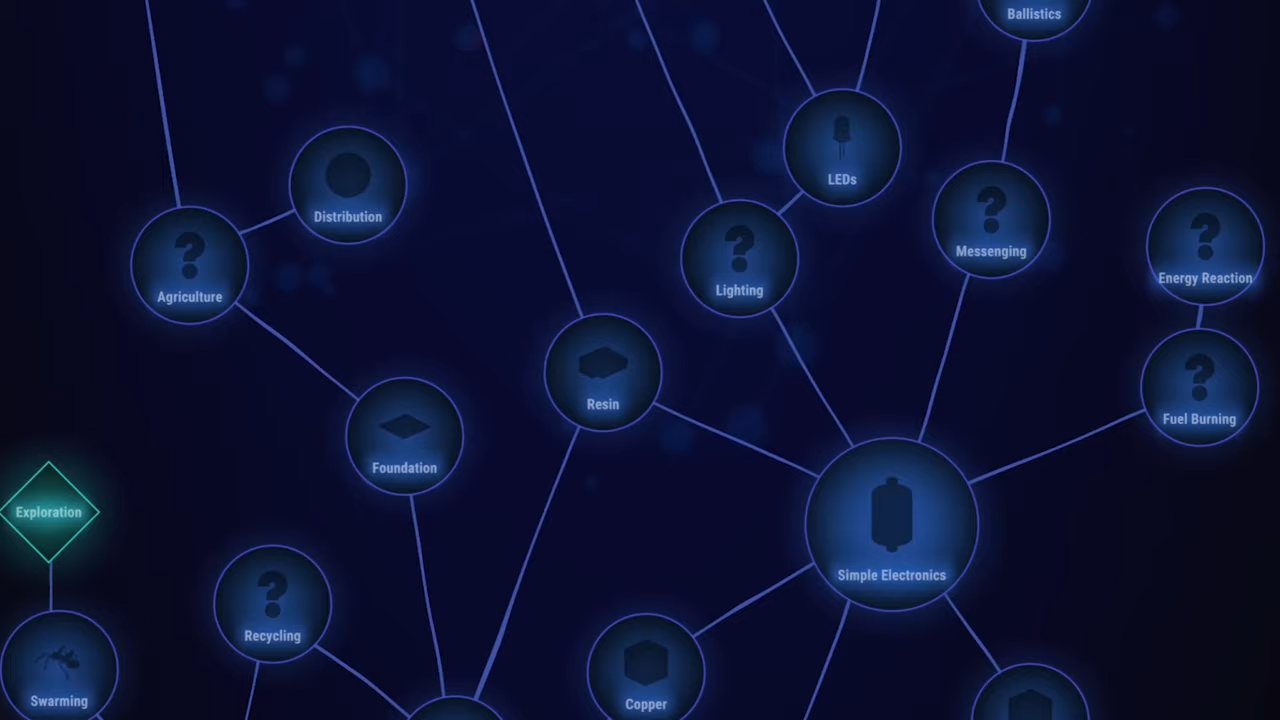 Ballistics
LEDs
Distribution
Messenging
Energy Reaction
Lighting
Agriculture
Resin
Fuel Burning
Foundation
Exploration
Simple Electronics
Recycling
Swarming
Copper